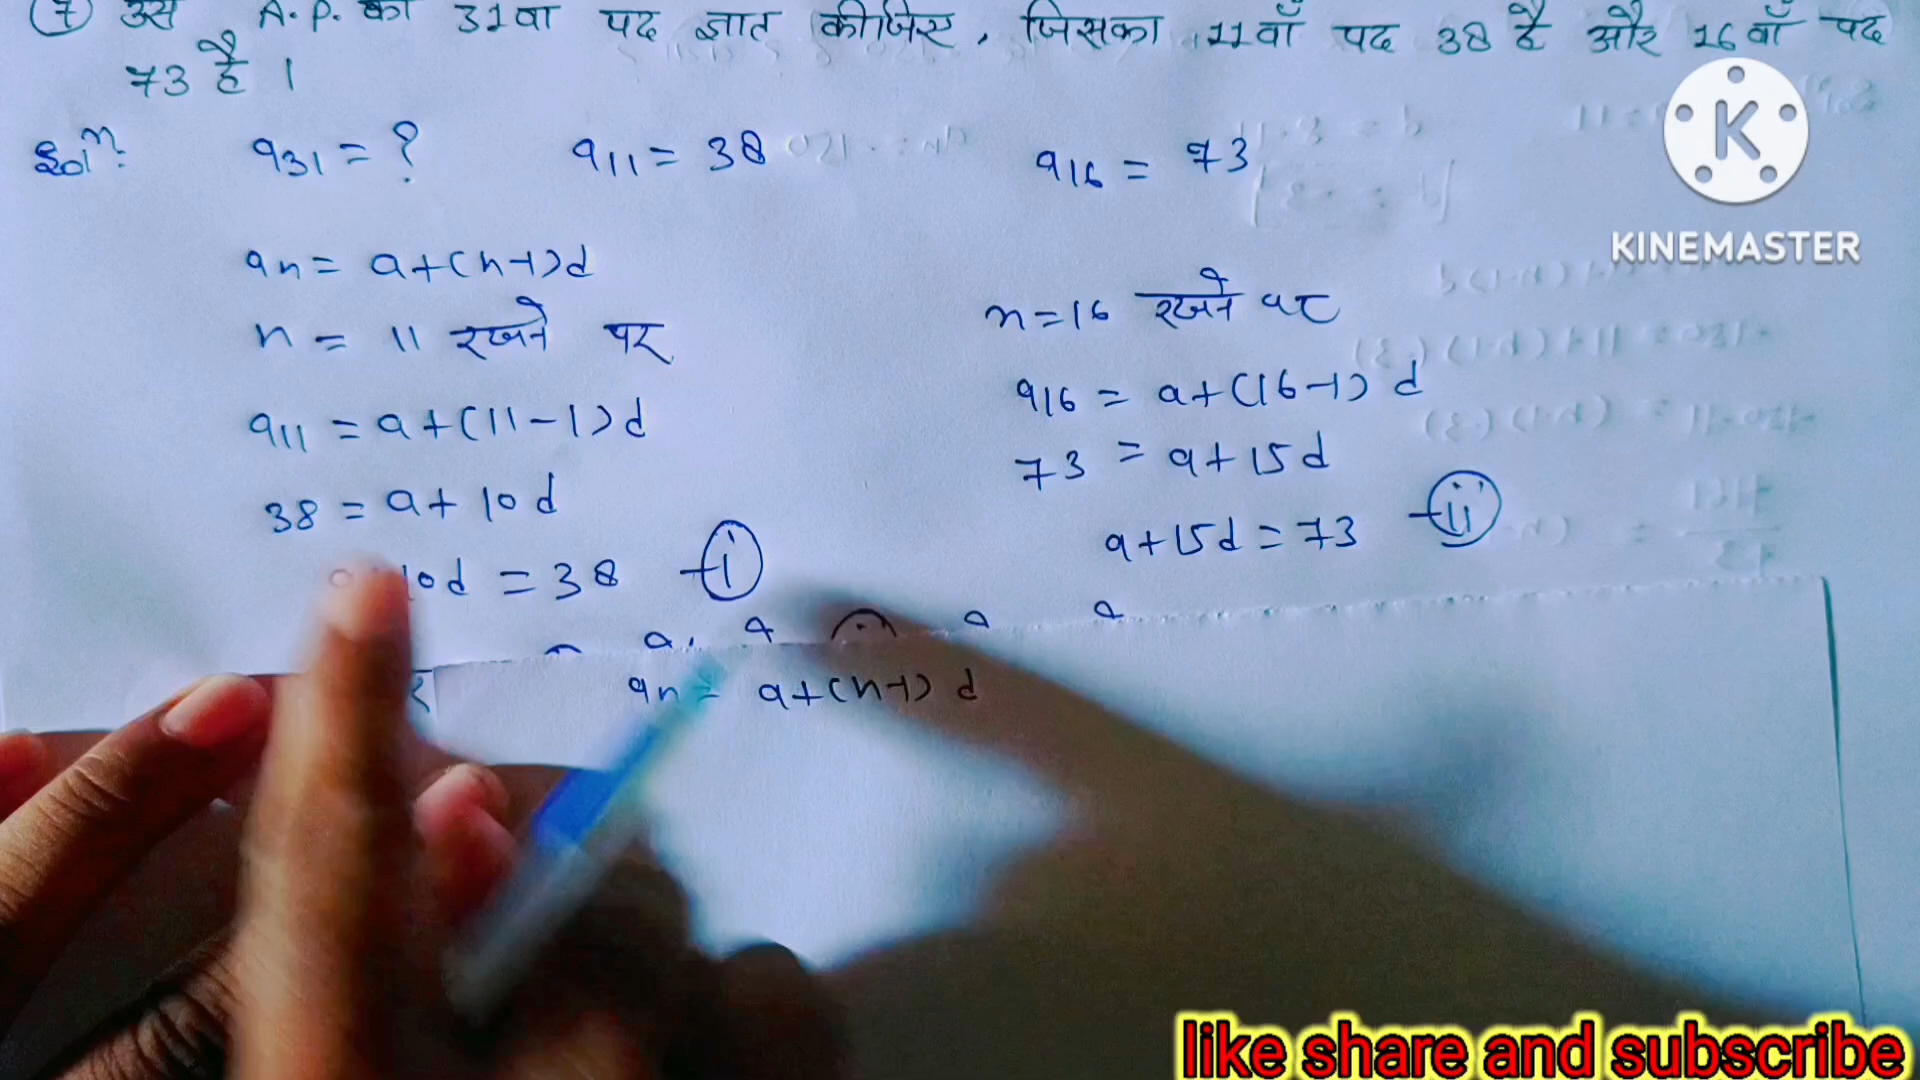 7 उस A.P. का 31वा पद ज्ञात कीजिए, जिसका 11वाँ पद 38 है और 16वाँ पद
73 है ।
Solⁿ: a31 = ? a11 = 38 a16 = 73
an = a+(n-1)d
n = 11 रखने पर
a11 = a+(11-1)d
38 = a+10d
10d = 38 -(i)
n=16 रखने पर
a16 = a+(16-1)d
73 = a+15d
a+15d = 73 -(ii)
an = a+(n-1)d
KINEMASTER
like share and subscribe